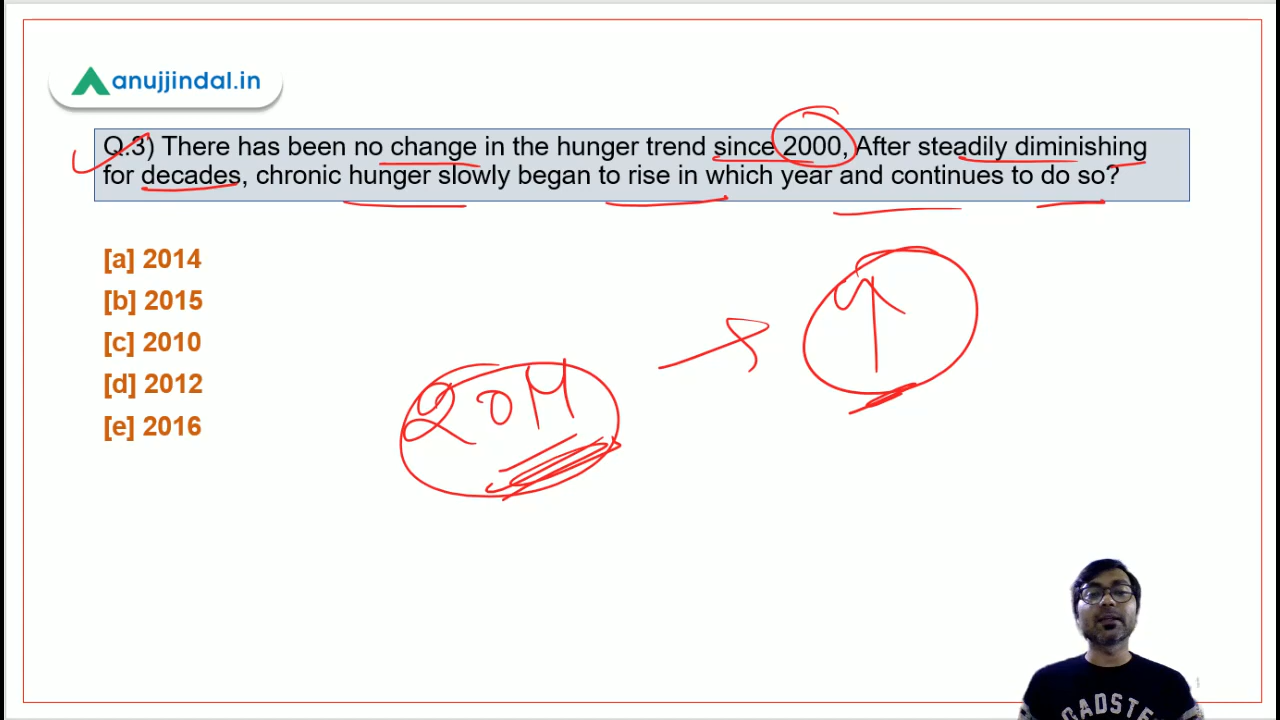 anujjindal.in
Q.3) There has been no change in the hunger trend since 2000, After steadily diminishing
for decades, chronic hunger slowly began to rise in which year and continues to do so?
[a] 2014
[b] 2015
[c] 2010
[d] 2012
[e] 2016
GADSTE
1